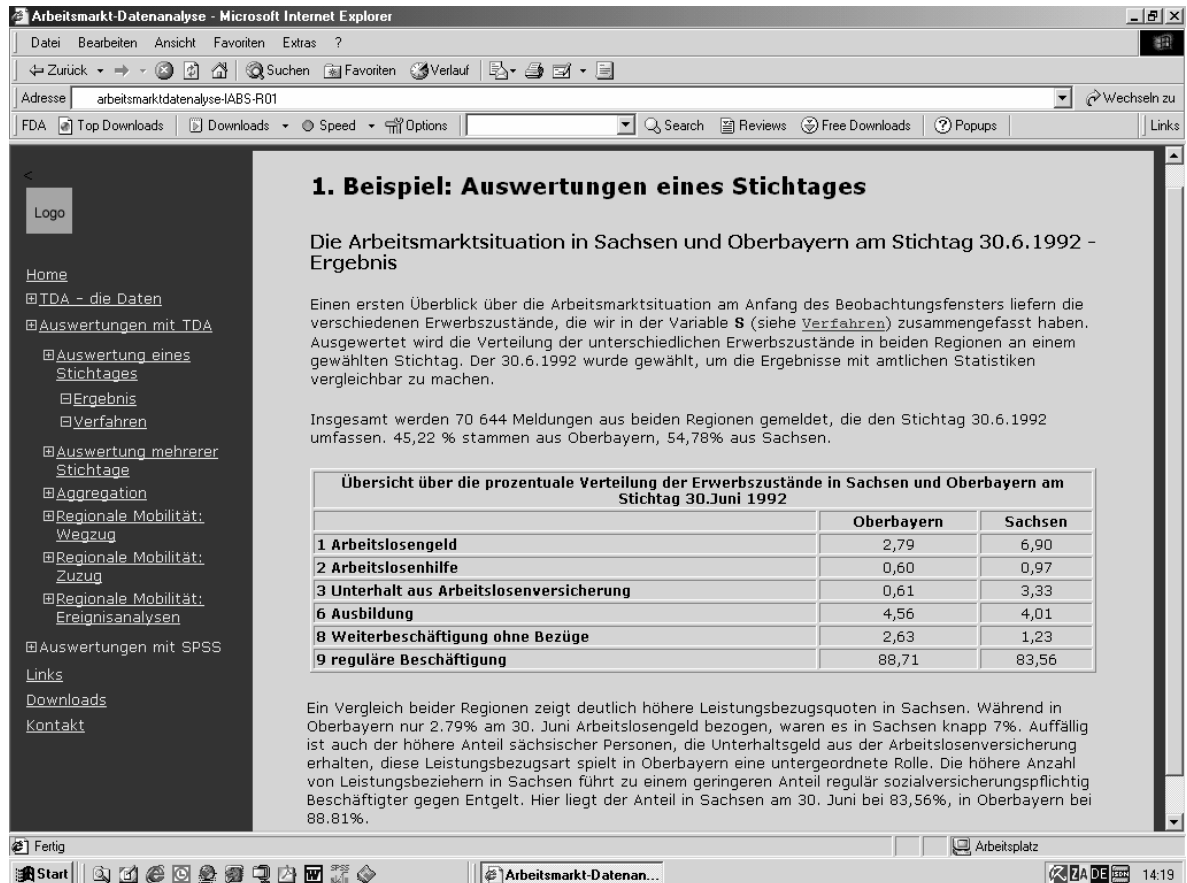 Arbeitsmarkt-Datenanalyse - Microsoft Internet Explorer
Datei Bearbeiten Ansicht Favoriten Extras ?
Zurück Suchen Favoriten Verlauf
Adresse arbeitsmarktdatenalyse-IABS-R01 Wechseln zu
FDA Top Downloads Downloads Speed Options Search Reviews Free Downloads Popups Links
<
Logo
Home
TDA - die Daten
Auswertungen mit TDA
Auswertung eines
Stichtages
Ergebnis
Verfahren
Auswertung mehrerer
Stichtage
Aggregation
Regionale Mobilität:
Wegzug
Regionale Mobilität:
Zuzug
Regionale Mobilität:
Ereignisanalysen
Auswertungen mit SPSS
Links
Downloads
Kontakt
1. Beispiel: Auswertungen eines Stichtages
Die Arbeitsmarktsituation in Sachsen und Oberbayern am Stichtag 30.6.1992 -
Ergebnis
Einen ersten Überblick über die Arbeitsmarktsituation am Anfang des Beobachtungsfensters liefern die
verschiedenen Erwerbszustände, die wir in der Variable S (siehe Verfahren) zusammengefasst haben.
Ausgewertet wird die Verteilung der unterschiedlichen Erwerbszustände in beiden Regionen an einem
gewählten Stichtag. Der 30.6.1992 wurde gewählt, um die Ergebnisse mit amtlichen Statistiken
vergleichbar zu machen.
Insgesamt werden 70 644 Meldungen aus beiden Regionen gemeldet, die den Stichtag 30.6.1992
umfassen. 45,22 % stammen aus Oberbayern, 54,78% aus Sachsen.
Übersicht über die prozentuale Verteilung der Erwerbszustände in Sachsen und Oberbayern am
Stichtag 30.Juni 1992
Oberbayern Sachsen
1 Arbeitslosengeld 2,79 6,90
2 Arbeitslosenhilfe 0,60 0,97
3 Unterhalt aus Arbeitslosenversicherung 0,61 3,33
6 Ausbildung 4,56 4,01
8 Weiterbeschäftigung ohne Bezüge 2,63 1,23
9 reguläre Beschäftigung 88,71 83,56
Ein Vergleich beider Regionen zeigt deutlich höhere Leistungsbezugsquoten in Sachsen. Während in
Oberbayern nur 2.79% am 30. Juni Arbeitslosengeld bezogen, waren es in Sachsen knapp 7%. Auffällig
ist auch der höhere Anteil sächsischer Personen, die Unterhaltsgeld aus der Arbeitslosenversicherung
erhalten, diese Leistungsbezugsart spielt in Oberbayern eine untergeordnete Rolle. Die höhere Anzahl
von Leistungsbeziehern in Sachsen führt zu einem geringeren Anteil regulär sozialversicherungspflichtig
Beschäftigter gegen Entgelt. Hier liegt der Anteil in Sachsen am 30. Juni bei 83,56%, in Oberbayern bei
88.81%.
Fertig Arbeitsplatz
Start Arbeitsmarkt-Datenan... DE 14:19